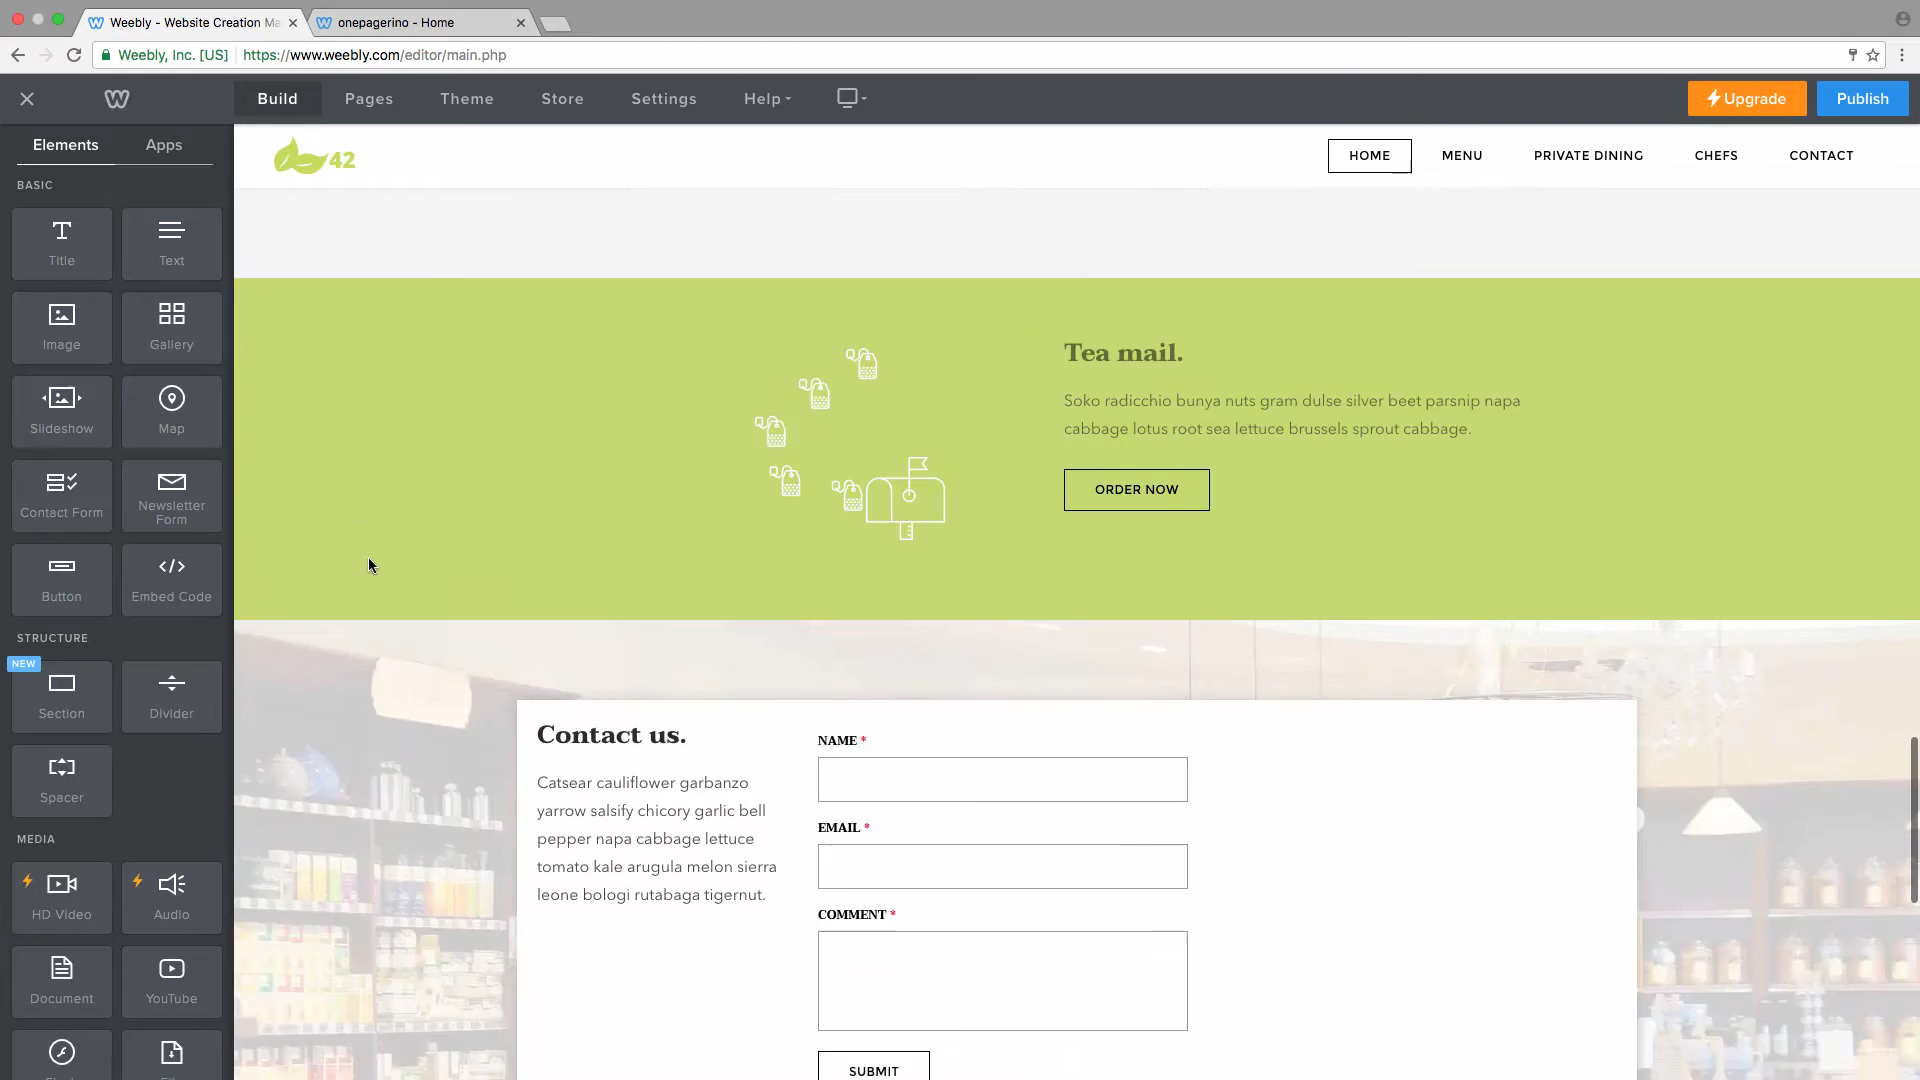 Weebly - Website Creation Ma
onepagerino - Home
Weebly, Inc. [US]
https://www.weebly.com/editor/main.php
Build
Pages
Theme
Store
Settings
Help
Upgrade
Publish
Elements
Apps
42
HOME
MENU
PRIVATE DINING
CHEFS
CONTACT
BASIC
Title
Text
Image
Gallery
Slideshow
Map
Contact Form
Newsletter
Form
Button
Embed Code
STRUCTURE
NEW
Section
Divider
Spacer
MEDIA
HD Video
Audio
Document
YouTube
Tea mail.
Soko radicchio bunya nuts gram dulse silver beet parsnip napa
cabbage lotus root sea lettuce brussels sprout cabbage.
ORDER NOW
Contact us.
Catsear cauliflower garbanzo
yarrow salsify chicory garlic bell
pepper napa cabbage lettuce
tomato kale arugula melon sierra
leone bologi rutabaga tigernut.
NAME *
EMAIL *
COMMENT *
SUBMIT